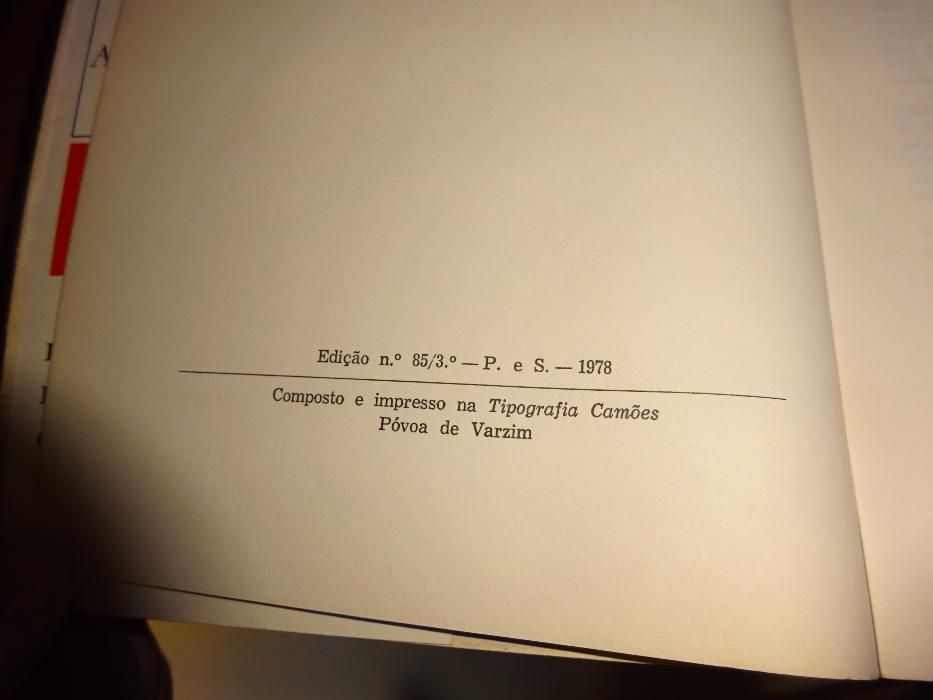 Edição n.º 85/3.º — P. e S. — 1978
Composto e impresso na Tipografia Camões
Póvoa de Varzim